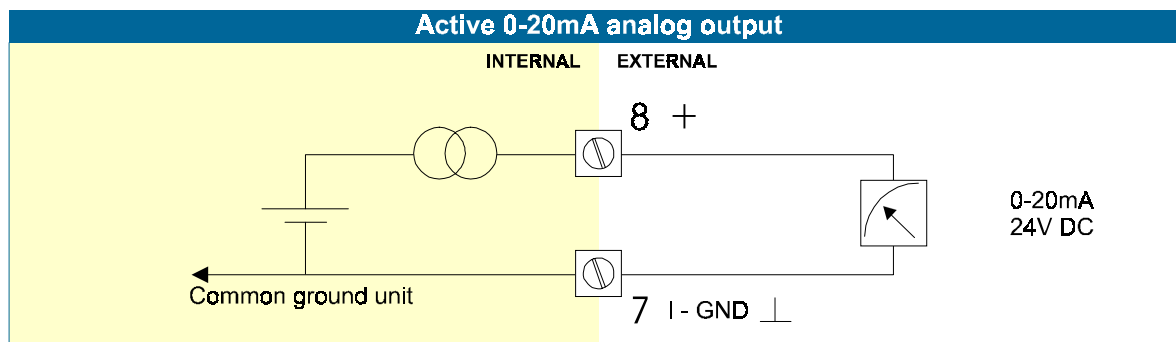 Active 0-20mA analog output
INTERNAL EXTERNAL
8 +
0-20mA
24V DC
Common ground unit
7 I - GND ⊥